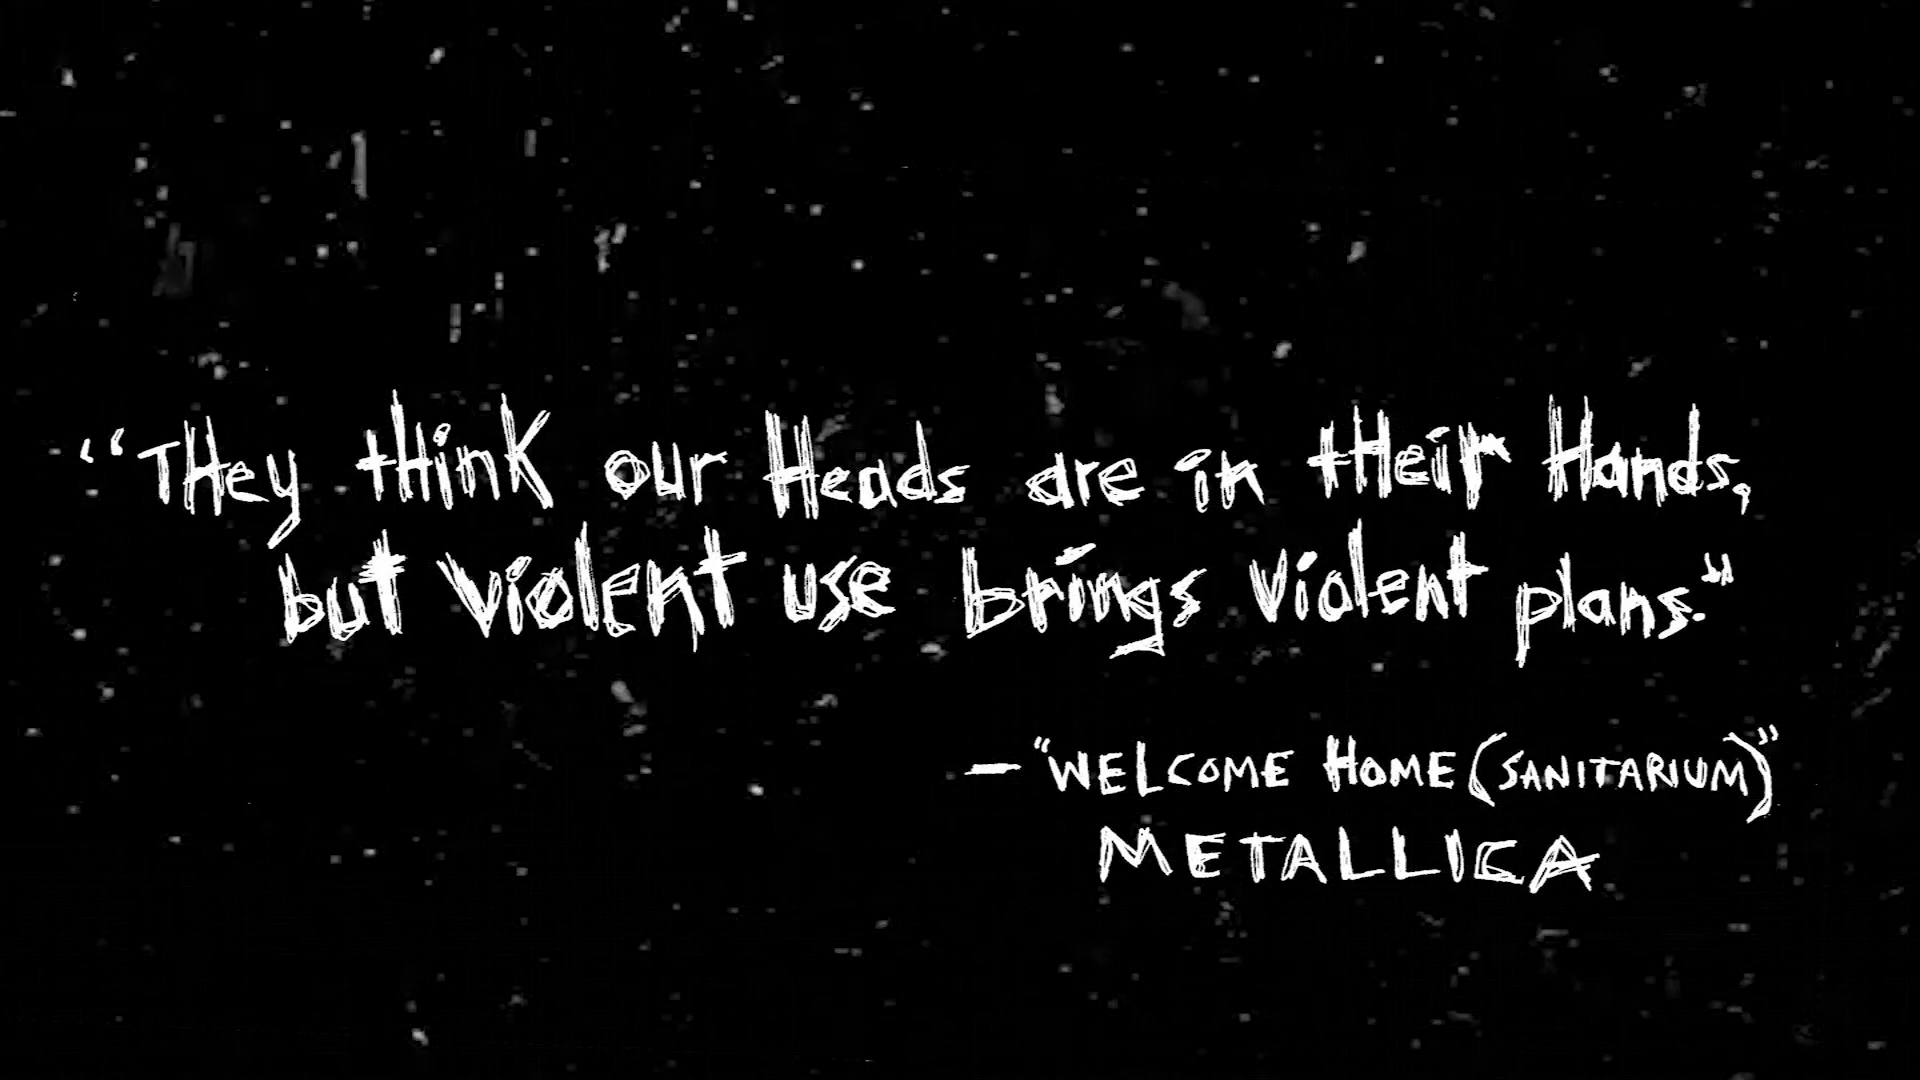 “They think our Heads are in their Hands,
but violent use brings violent plans.”
— “WELCOME HOME (SANITARIUM)”
METALLICA